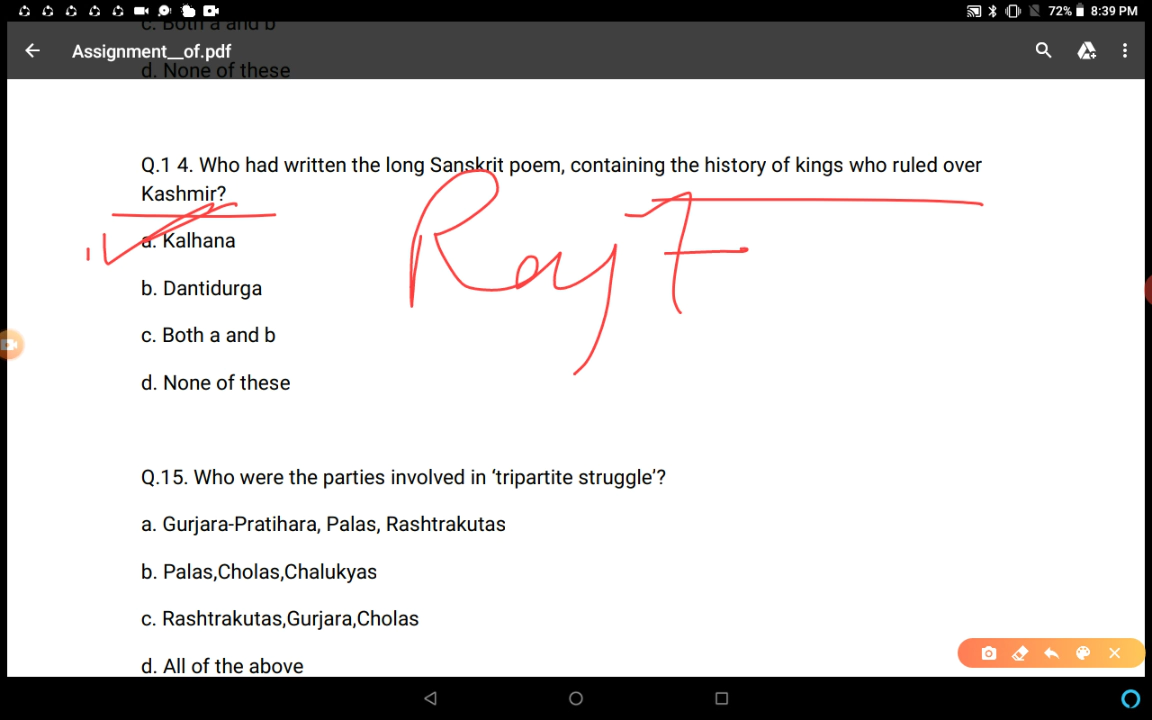 72% 8:39 PM
c. Both a and b
Assignment__of.pdf
d. None of these
Q.1 4. Who had written the long Sanskrit poem, containing the history of kings who ruled over
Kashmir?
a. Kalhana
b. Dantidurga
c. Both a and b
d. None of these
Q.15. Who were the parties involved in ‘tripartite struggle’?
a. Gurjara-Pratihara, Palas, Rashtrakutas
b. Palas,Cholas,Chalukyas
c. Rashtrakutas,Gurjara,Cholas
d. All of the above